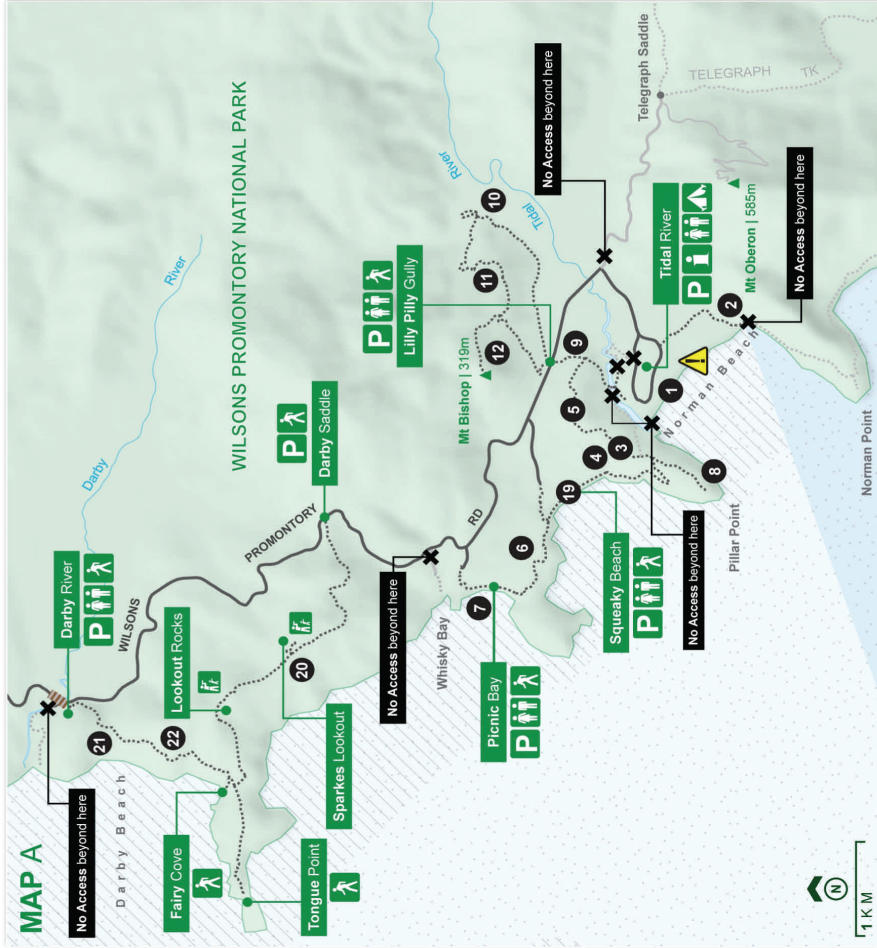 MAP A
WILSONS PROMONTORY NATIONAL PARK
No Access beyond here
Darby Beach
Darby River
P
Darby
River
WILSONS
PROMONTORY
RD
21
22
Lookout Rocks
Fairy Cove
Tongue Point
Sparkes Lookout
20
Darby Saddle
P
No Access beyond here
Whisky Bay
7
Picnic Bay
P
6
19
Squeaky Beach
P
No Access beyond here
Pillar Point
Mt Bishop | 319m
Lilly Pilly Gully
P
12
11
10
9
5
4
3
8
Tidal
River
No Access beyond here
Telegraph Saddle
TELEGRAPH
TK
Tidal River
P
i
Mt Oberon | 585m
1
2
!
Norman Beach
No Access beyond here
Norman Point
N
1 KM